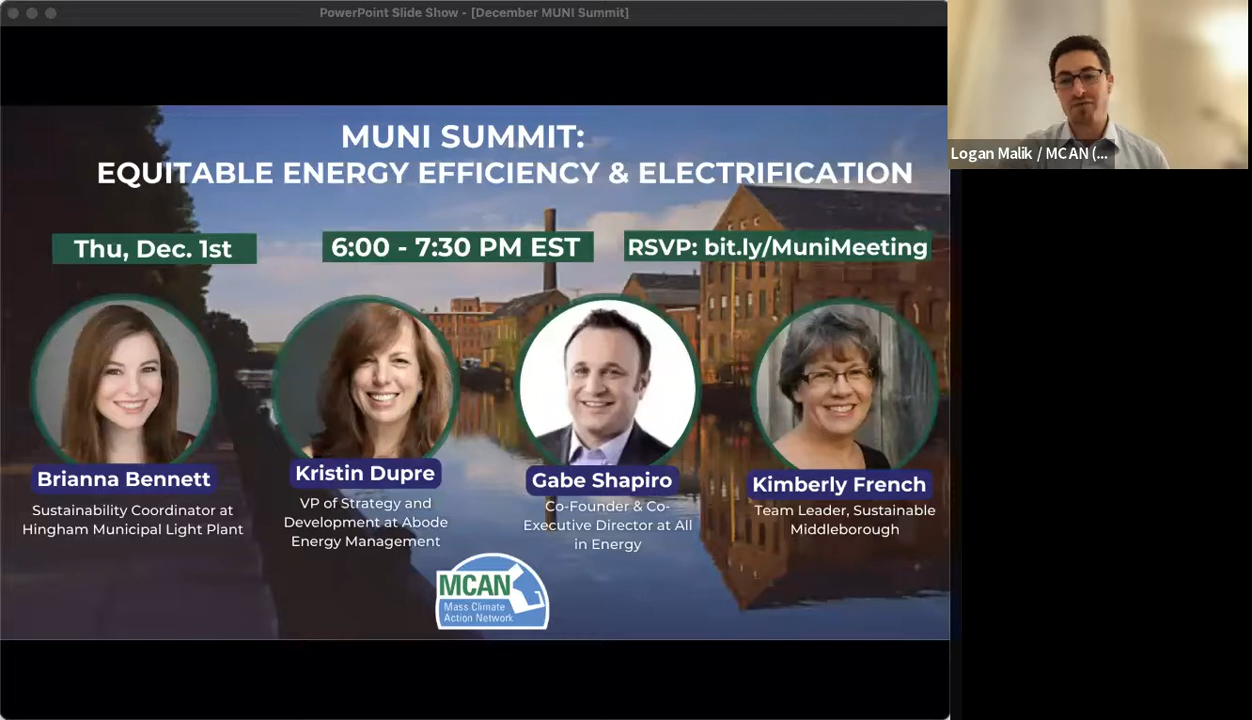 PowerPoint Slide Show - [December MUNI Summit]
Logan Malik / MCAN (...
MUNI SUMMIT:
EQUITABLE ENERGY EFFICIENCY & ELECTRIFICATION
Thu, Dec. 1st
6:00 - 7:30 PM EST
RSVP: bit.ly/MuniMeeting
Brianna Bennett
Sustainability Coordinator at
Hingham Municipal Light Plant
Kristin Dupre
VP of Strategy and
Development at Abode
Energy Management
Gabe Shapiro
Co-Founder & Co-
Executive Director at All
in Energy
Kimberly French
Team Leader, Sustainable
Middleborough
MCAN
Mass Climate
Action Network